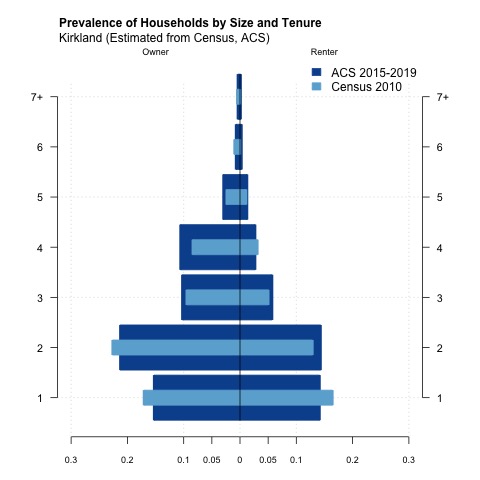 Prevalence of Households by Size and Tenure
Kirkland (Estimated from Census, ACS)
Owner Renter
ACS 2015-2019
Census 2010
7+ 7+
6 6
5 5
4 4
3 3
2 2
1 1
0.3 0.2 0.1 0.05 0 0.05 0.1 0.2 0.3